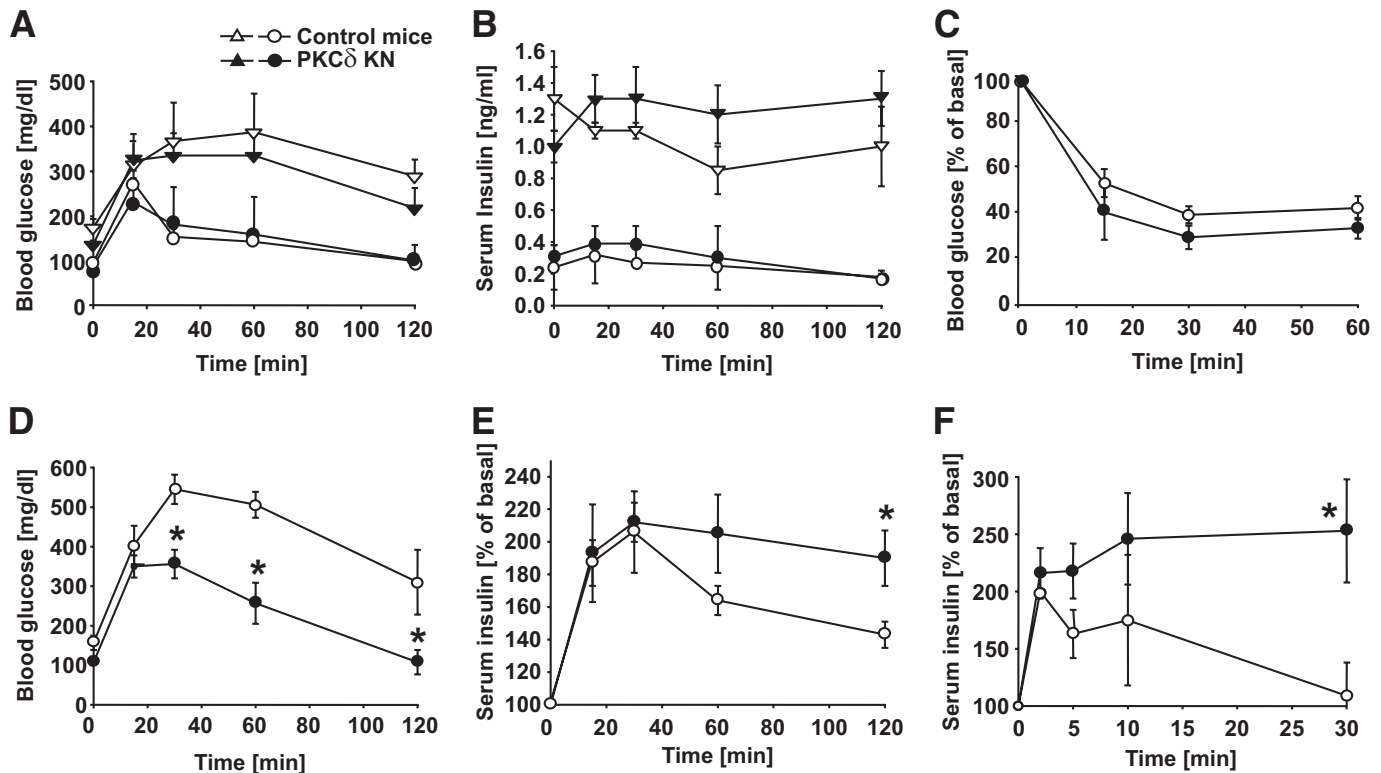 A
Control mice
PKCδ KN
Blood glucose [mg/dl]
500
400
300
200
100
0
0 20 40 60 80 100 120
Time [min]
B
Serum Insulin [ng/ml]
1.6
1.4
1.2
1.0
0.8
0.6
0.4
0.2
0.0
0 20 40 60 80 100 120
Time [min]
C
Blood glucose [% of basal]
100
80
60
40
20
0
0 10 20 30 40 50 60
Time [min]
D
Blood glucose [mg/dl]
600
500
400
300
200
100
0
* * *
0 20 40 60 80 100 120
Time [min]
E
Serum insulin [% of basal]
240
220
200
180
160
140
120
100
*
0 20 40 60 80 100 120
Time [min]
F
Serum insulin [% of basal]
300
250
200
150
100
*
0 5 10 15 20 25 30
Time [min]